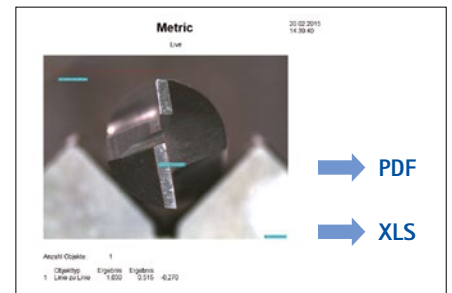 Metric
20.02.2015
14:30:40
Live
PDF
XLS
Anzahl Objekte 1
Objekttyp Ergebnis Ergebnis
1 Linie zu Linie 1.030 0.515 -0.270